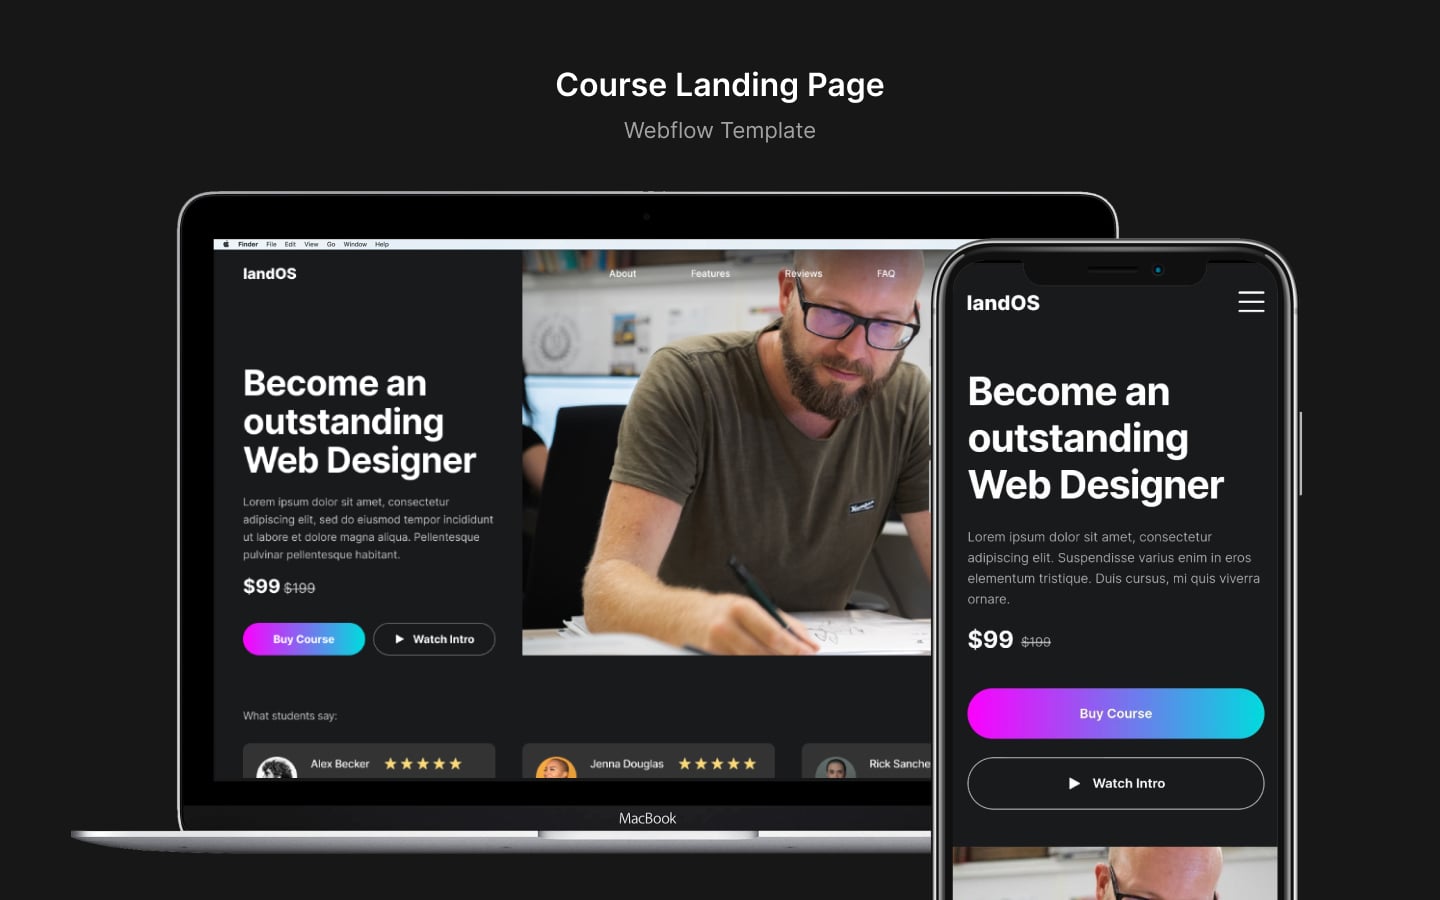 Course Landing Page
Webflow Template
Finder File Edit View Go Window Help
landOS
About Features Reviews FAQ
Become an
outstanding
Web Designer
Lorem ipsum dolor sit amet, consectetur
adipiscing elit, sed do eiusmod tempor incididunt
ut labore et dolore magna aliqua. Pellentesque
pulvinar pellentesque habitant.
$99 $199
Buy Course
Watch Intro
What students say:
Alex Becker
Jenna Douglas
Rick Sanche
MacBook
landOS
Become an
outstanding
Web Designer
Lorem ipsum dolor sit amet, consectetur
adipiscing elit. Suspendisse varius enim in eros
elementum tristique. Duis cursus, mi quis viverra
ornare.
$99 $199
Buy Course
Watch Intro